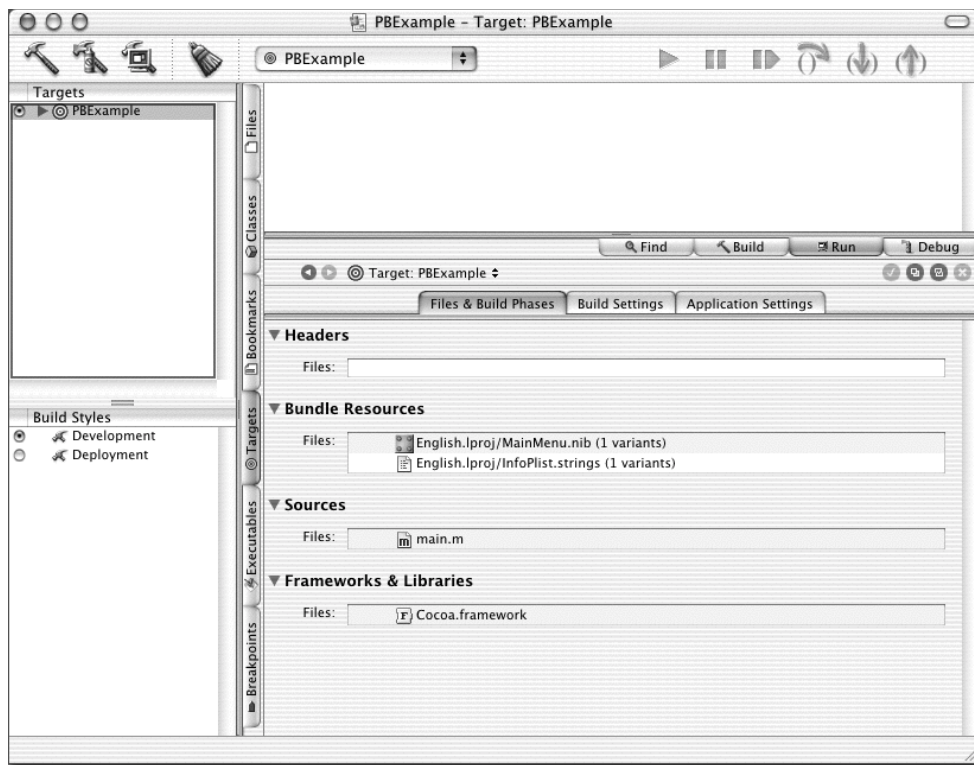 PBExample – Target: PBExample
PBExample
Targets
PBExample
Build Styles
Development
Deployment
Files
Classes
Bookmarks
Targets
Executables
Breakpoints
Find
Build
Run
Debug
Target: PBExample
Files & Build Phases
Build Settings
Application Settings
Headers
Files:
Bundle Resources
Files:
English.lproj/MainMenu.nib (1 variants)
English.lproj/InfoPlist.strings (1 variants)
Sources
Files:
m main.m
Frameworks & Libraries
Files:
F Cocoa.framework